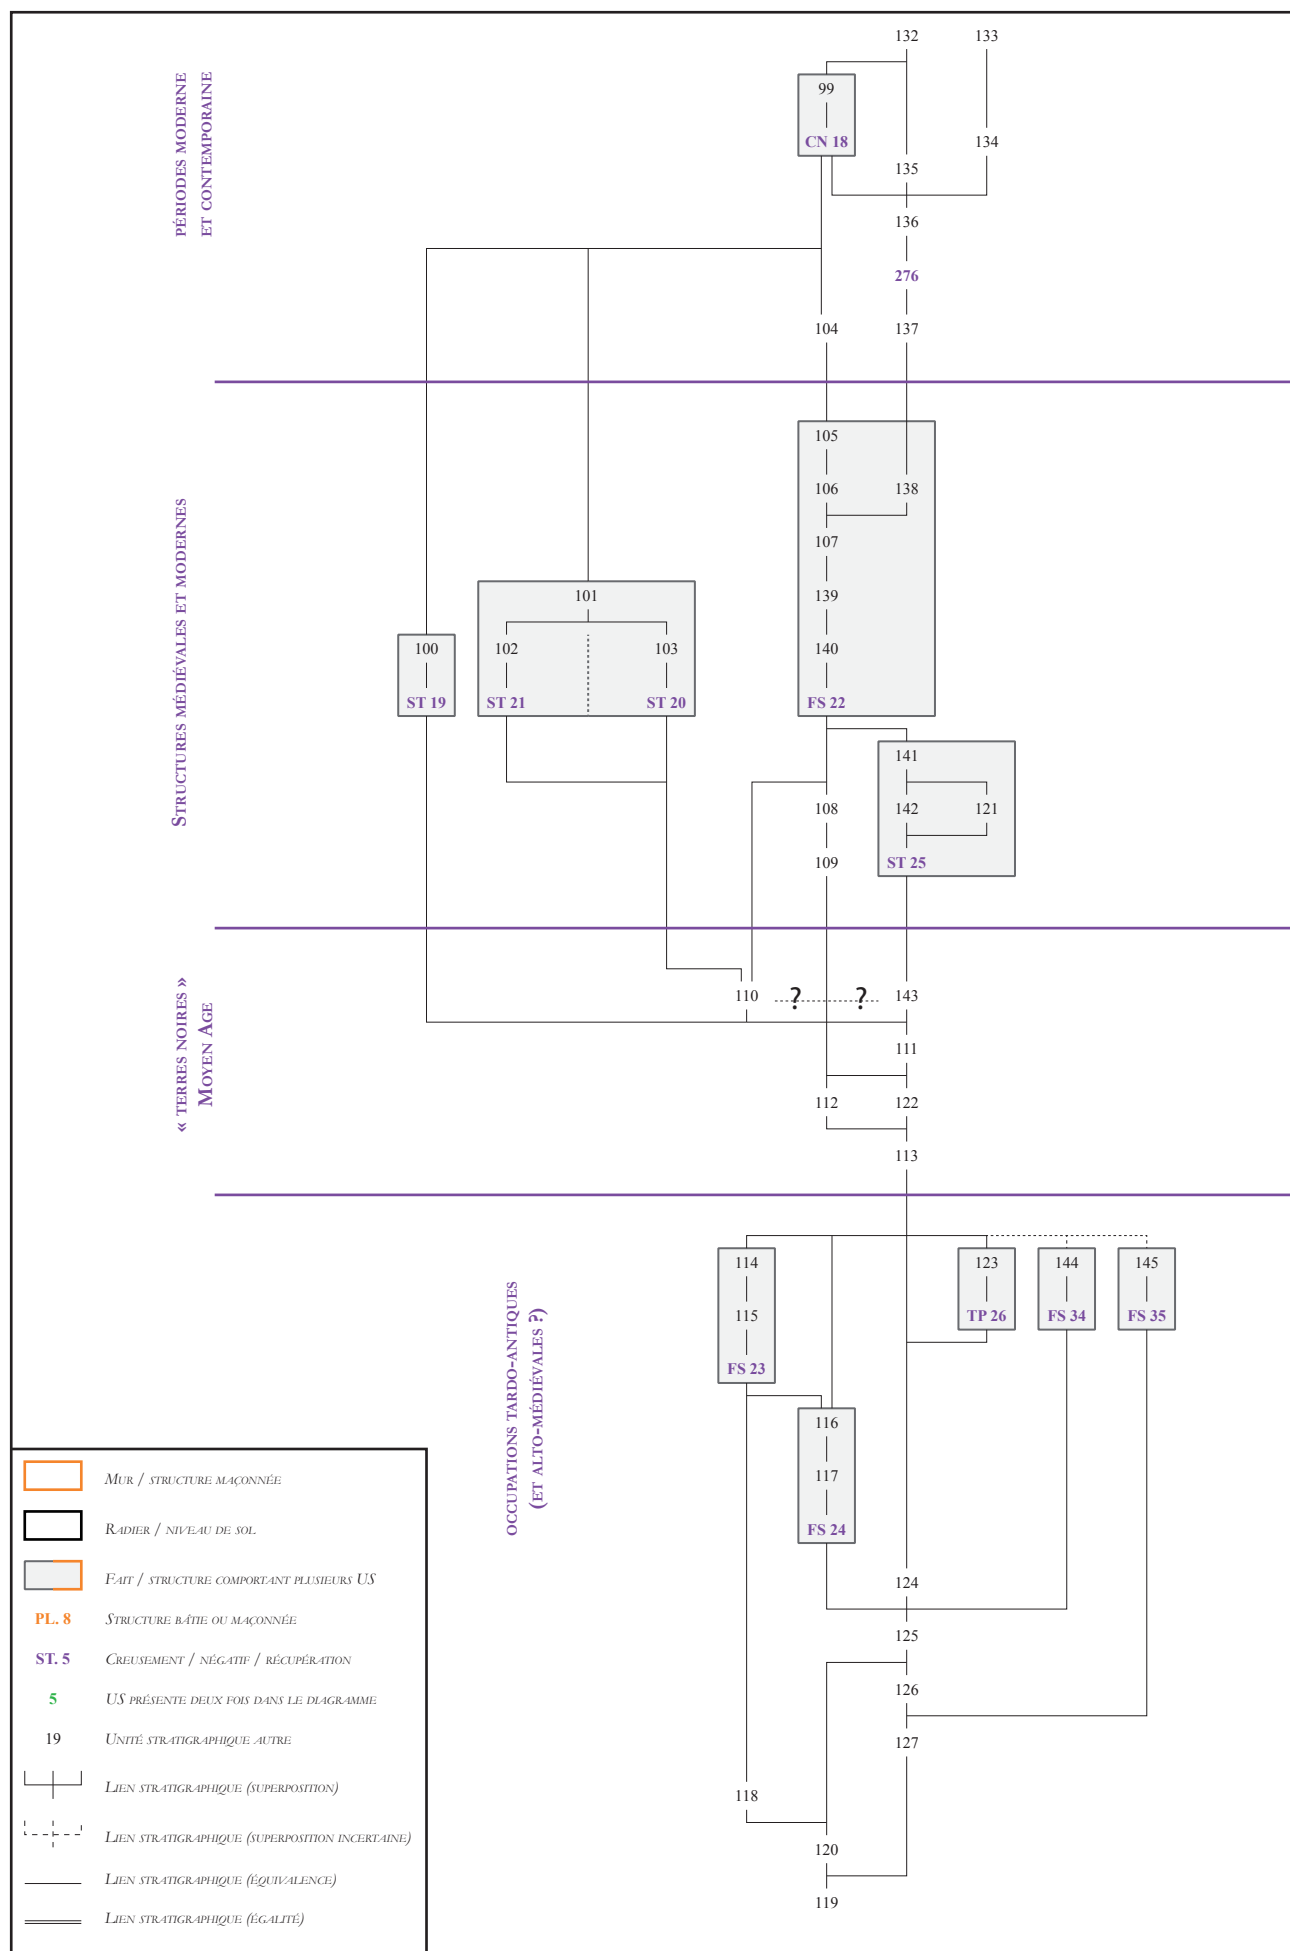 132 133
99
CN 18 134
135
136
276
104 137
PÉRIODES MODERNE
ET CONTEMPORAINE
105
106 138
107
101 139
100 102 103 140
ST 19 ST 21 ST 20 FS 22
141
108 142 121
109 ST 25
STRUCTURES MÉDIÉVALES ET MODERNES
110 ? ? 143
111
112 122
113
« TERRES NOIRES »
MOYEN AGE
114 123 144 145
115 TP 26 FS 34 FS 35
FS 23
116
117
FS 24
124
125
126
127
118
120
119
OCCUPATIONS TARDO-ANTIQUES
(ET ALTO-MÉDIÉVALES ?)
MUR / STRUCTURE MAÇONNÉE
RADIER / NIVEAU DE SOL
FAIT / STRUCTURE COMPORTANT PLUSIEURS US
PL. 8 STRUCTURE BÂTIE OU MAÇONNÉE
ST. 5 CREUSEMENT / NÉGATIF / RÉCUPÉRATION
5 US PRÉSENTE DEUX FOIS DANS LE DIAGRAMME
19 UNITÉ STRATIGRAPHIQUE AUTRE
LIEN STRATIGRAPHIQUE (SUPERPOSITION)
LIEN STRATIGRAPHIQUE (SUPERPOSITION INCERTAINE)
LIEN STRATIGRAPHIQUE (ÉQUIVALENCE)
LIEN STRATIGRAPHIQUE (ÉGALITÉ)